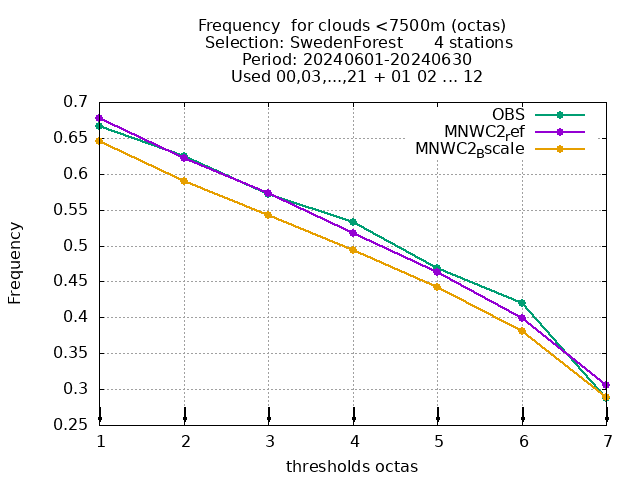 Frequency  for clouds <7500m (octas)
Selection: SwedenForest      4 stations
Period: 20240601-20240630
Used 00,03,...,21 + 01 02 ... 12
OBS
MNWC2ref
MNWC2Bscale
Frequency
0.7
0.65
0.6
0.55
0.5
0.45
0.4
0.35
0.3
0.25
1 2 3 4 5 6 7
thresholds octas